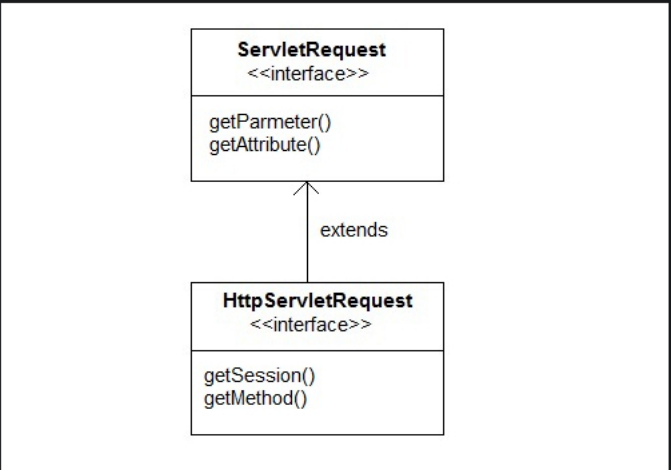 ServletRequest
<<interface>>
getParmeter()
getAttribute()
extends
HttpServletRequest
<<interface>>
getSession()
getMethod()